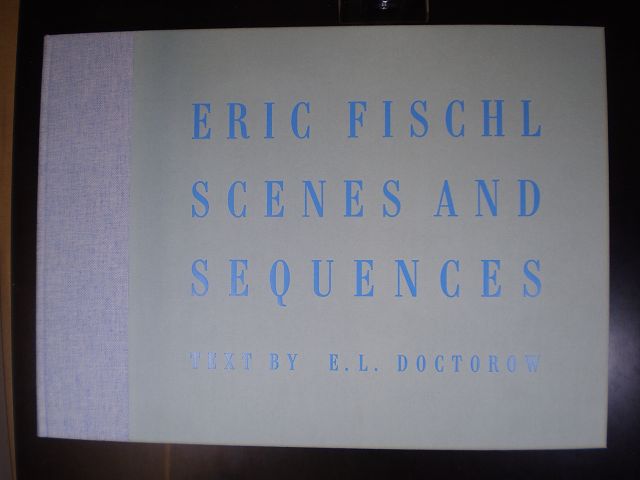 ERIC FISCHL
SCENES AND
SEQUENCES
TEXT BY E.L. DOCTOROW